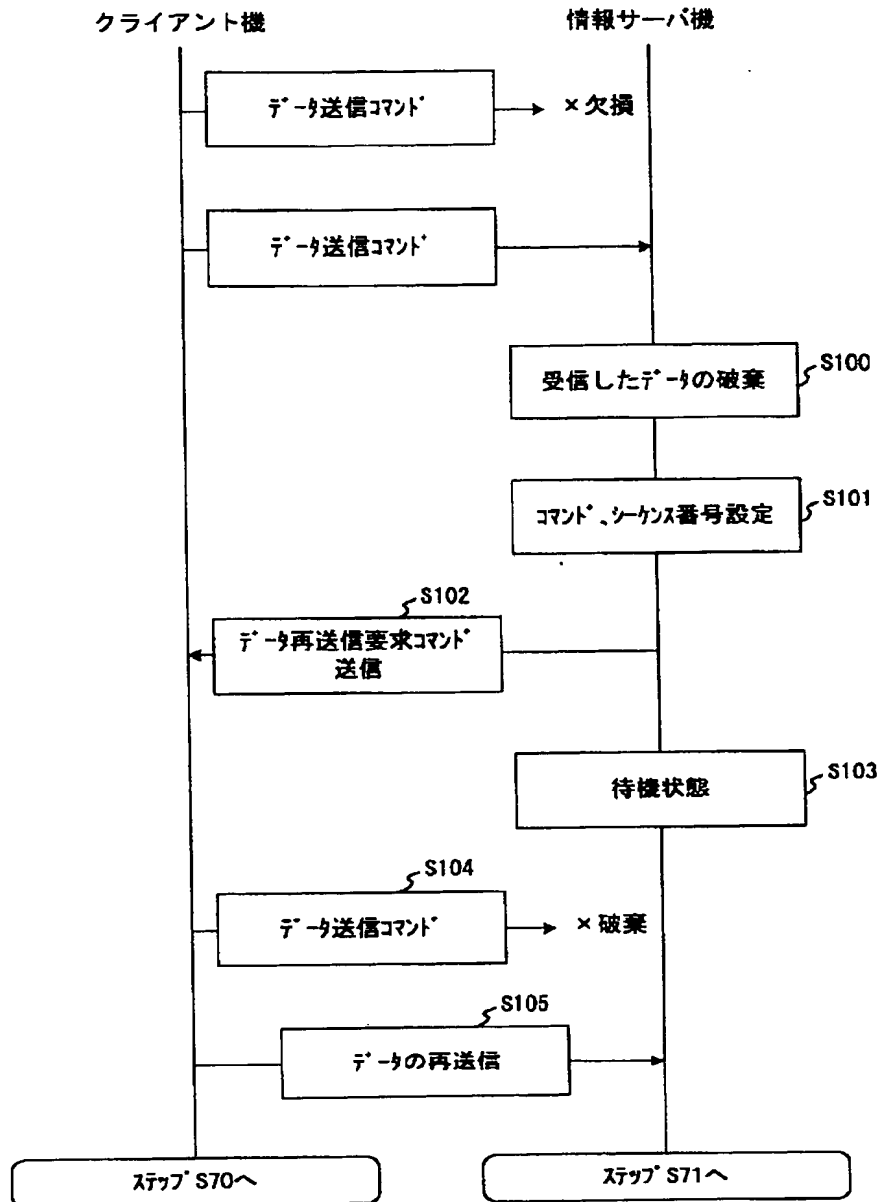 クライアント機
情報サーバ機
データ送信コマンド
×欠損
データ送信コマンド
受信したデータの破棄
S100
コマンド、シーケンス番号設定
S101
S102
データ再送信要求コマンド
送信
待機状態
S103
S104
データ送信コマンド
×破棄
S105
データの再送信
ステップS70へ
ステップS71へ